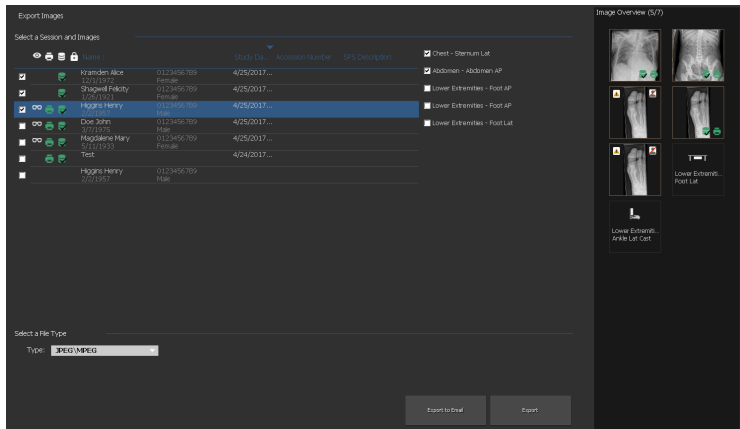 Export Images
Image Overview (5/7)
Select a Session and Images
Name
Study Da... Accession Number SPS Description
Kramden Alice 0123456789 4/25/2017...
12/1/1972 Female
Shagwell Felicity 0123456789 4/25/2017...
1/26/1921 Female
Higgins Henry 0123456789 4/25/2017...
2/2/1957 Male
Doe John 0123456789 4/25/2017...
3/7/1975 Male
Magdalene Mary 0123456789 4/25/2017...
5/11/1933 Female
Test 4/24/2017...
Higgins Henry 0123456789
2/2/1957 Male
Chest - Sternum Lat
Abdomen - Abdomen AP
Lower Extremities - Foot AP
Lower Extremities - Foot AP
Lower Extremities - Foot Lat
Lower Extremiti...
Foot Lat
Lower Extremiti...
Ankle Lat Cast
Select a File Type
Type: JPEG\MPEG
Export to Email
Export